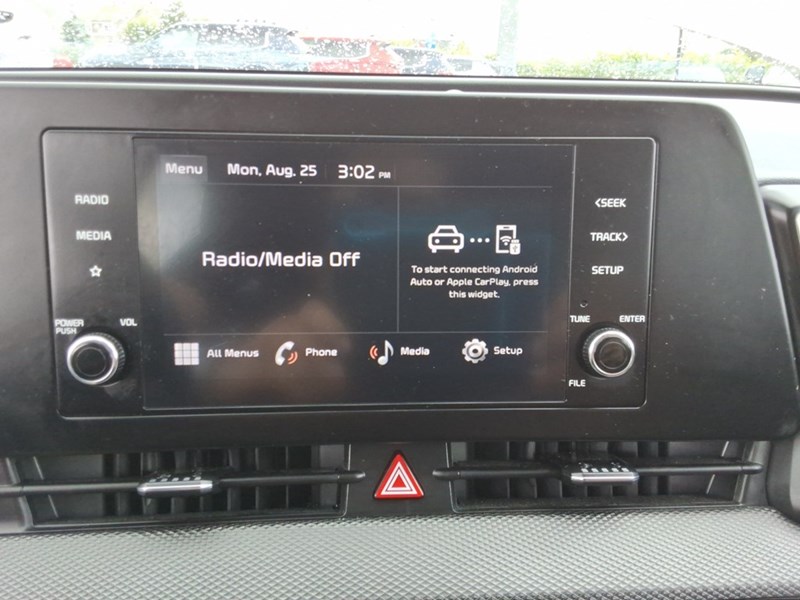 Menu Mon, Aug. 25 3:02 PM
RADIO
MEDIA
POWER
PUSH
VOL
Radio/Media Off
To start connecting Android
Auto or Apple CarPlay, press
this widget.
All Menus Phone Media Setup
<SEEK
TRACK>
SETUP
TUNE ENTER
FILE